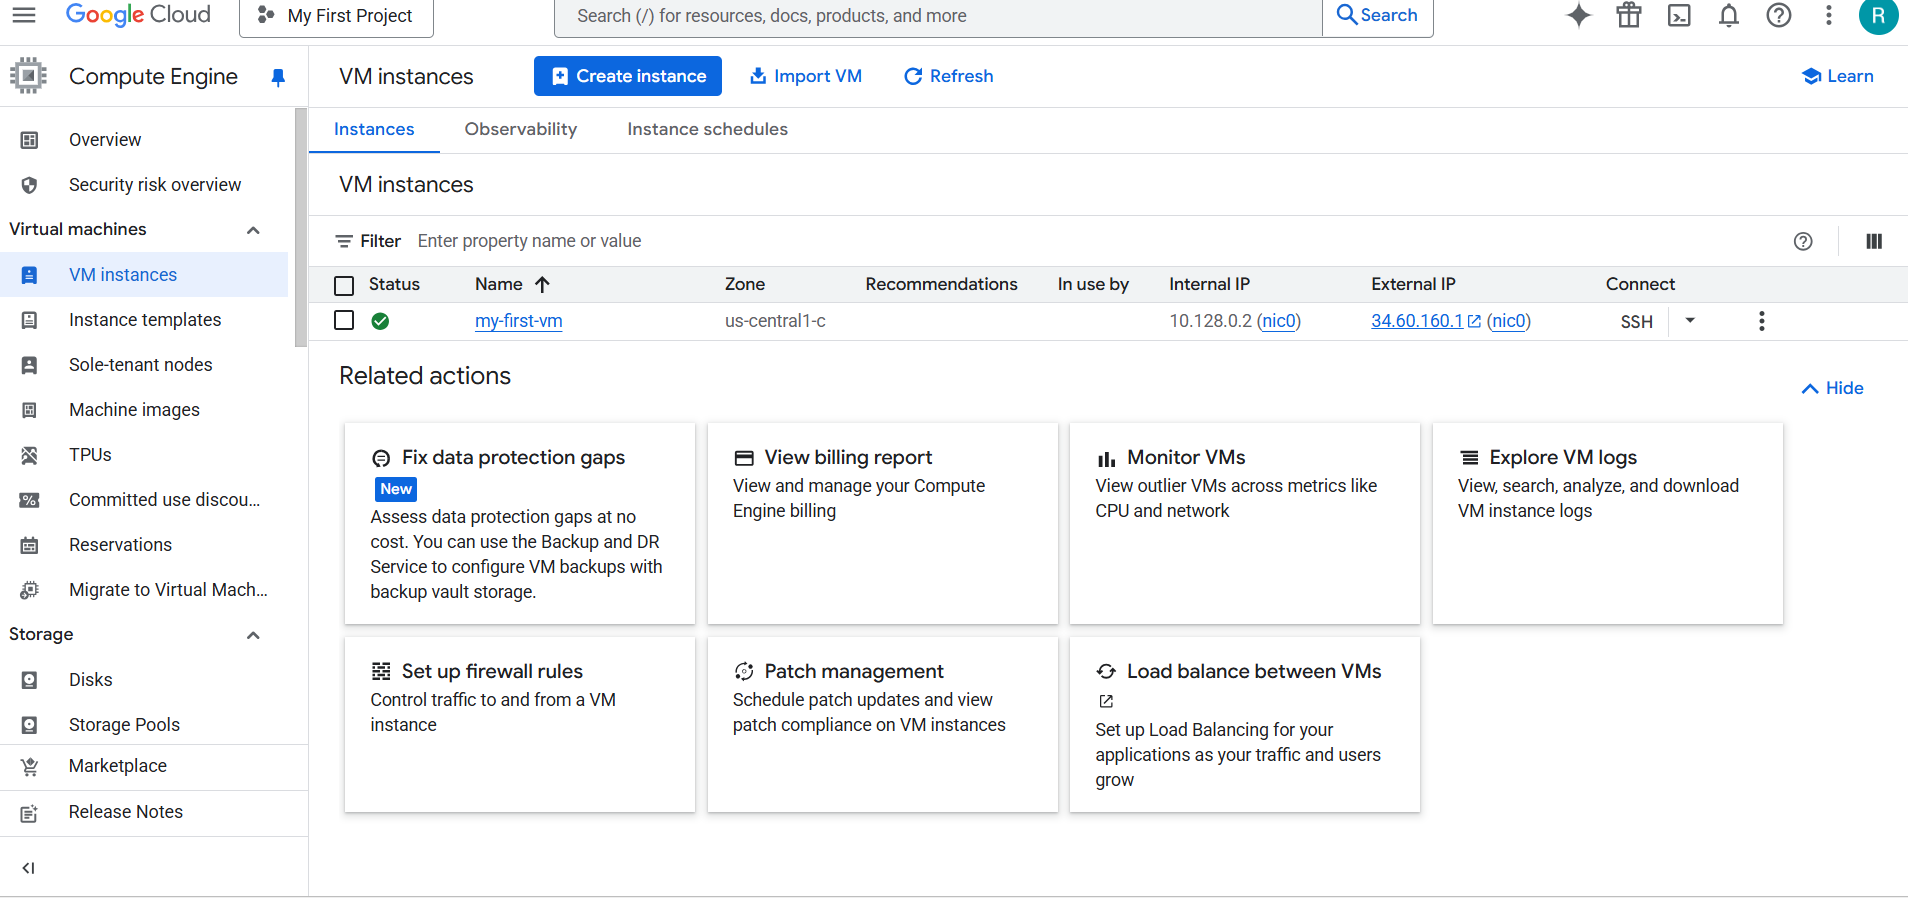 Google Cloud
My First Project
Search (/) for resources, docs, products, and more
Search
R
Compute Engine
VM instances
Create instance
Import VM
Refresh
Learn
Overview
Security risk overview
Virtual machines
VM instances
Instance templates
Sole-tenant nodes
Machine images
TPUs
Committed use discou...
Reservations
Migrate to Virtual Mach...
Storage
Disks
Storage Pools
Marketplace
Release Notes
Instances Observability Instance schedules
VM instances
Filter Enter property name or value
Status Name Zone Recommendations In use by Internal IP External IP Connect
my-first-vm us-central1-c 10.128.0.2 (nic0) 34.60.160.1 (nic0) SSH
Related actions
Hide
Fix data protection gaps
New
Assess data protection gaps at no
cost. You can use the Backup and DR
Service to configure VM backups with
backup vault storage.
View billing report
View and manage your Compute
Engine billing
Monitor VMs
View outlier VMs across metrics like
CPU and network
Explore VM logs
View, search, analyze, and download
VM instance logs
Set up firewall rules
Control traffic to and from a VM
instance
Patch management
Schedule patch updates and view
patch compliance on VM instances
Load balance between VMs
Set up Load Balancing for your
applications as your traffic and users
grow